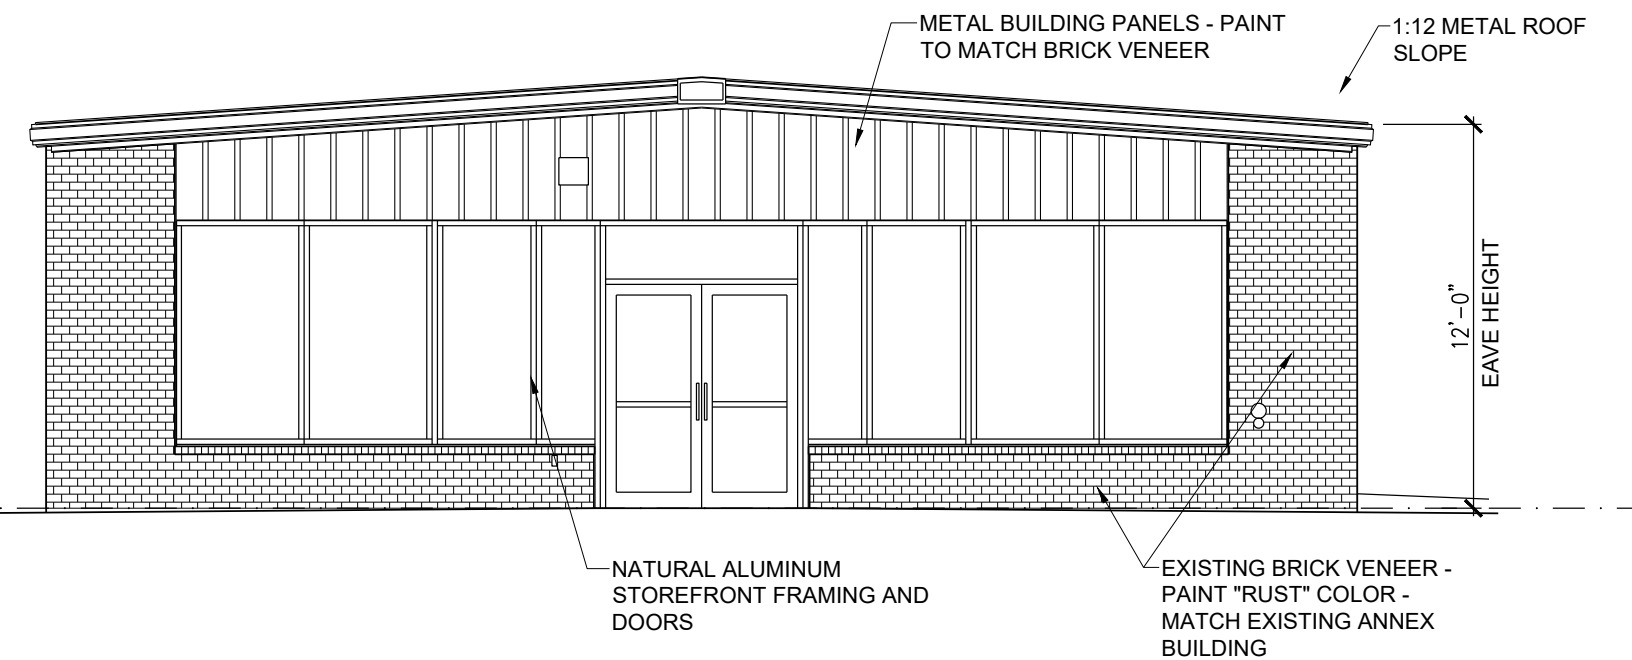 METAL BUILDING PANELS - PAINT
TO MATCH BRICK VENEER
1:12 METAL ROOF
SLOPE
12'-0"
EAVE HEIGHT
NATURAL ALUMINUM
STOREFRONT FRAMING AND
DOORS
EXISTING BRICK VENEER -
PAINT "RUST" COLOR -
MATCH EXISTING ANNEX
BUILDING